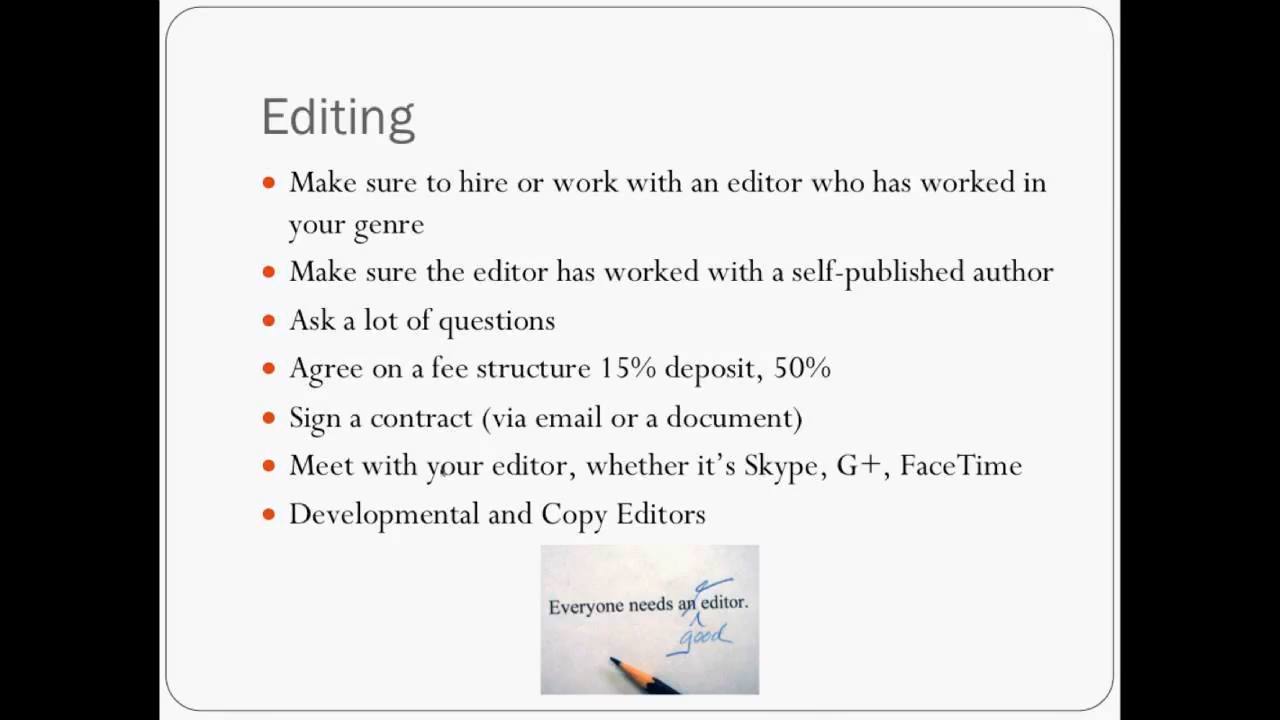 Editing
Make sure to hire or work with an editor who has worked in
your genre
Make sure the editor has worked with a self-published author
Ask a lot of questions
Agree on a fee structure 15% deposit, 50%
Sign a contract (via email or a document)
Meet with your editor, whether it's Skype, G+, FaceTime
Developmental and Copy Editors
Everyone needs an editor.
good